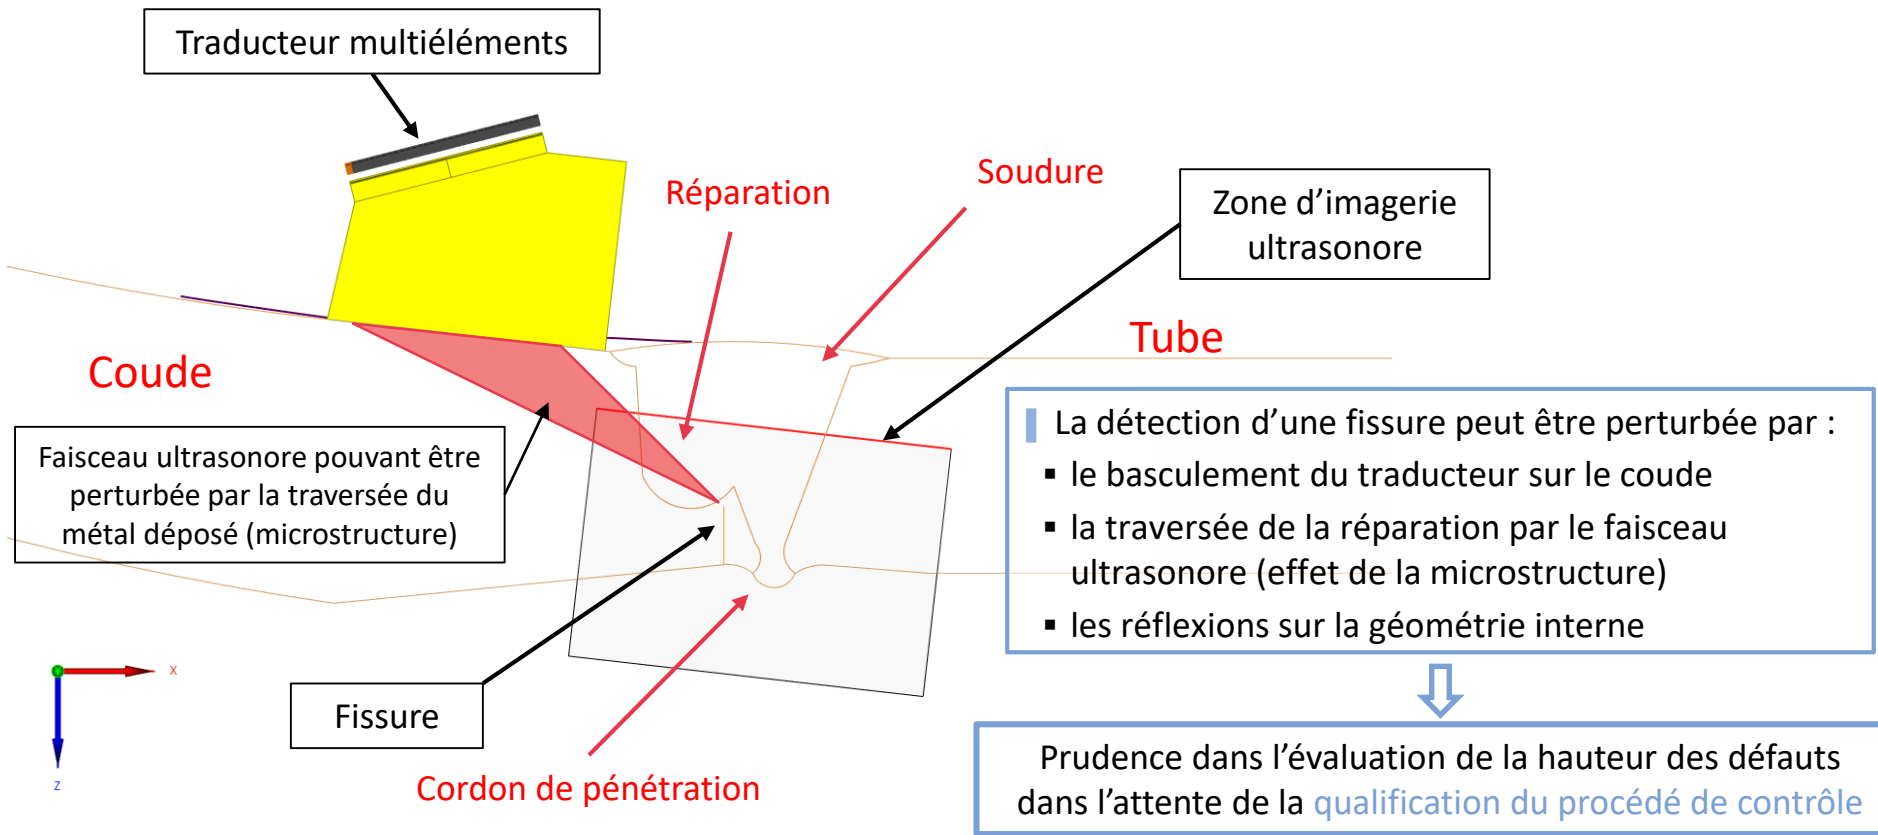 Traducteur multiéléments
Réparation
Soudure
Zone d'imagerie
ultrasonore
Coude
Tube
Faisceau ultrasonore pouvant être
perturbée par la traversée du
métal déposé (microstructure)
La détection d'une fissure peut être perturbée par :
▪ le basculement du traducteur sur le coude
▪ la traversée de la réparation par le faisceau
ultrasonore (effet de la microstructure)
▪ les réflexions sur la géométrie interne
X
Z
Fissure
Cordon de pénétration
Prudence dans l'évaluation de la hauteur des défauts
dans l'attente de la qualification du procédé de contrôle